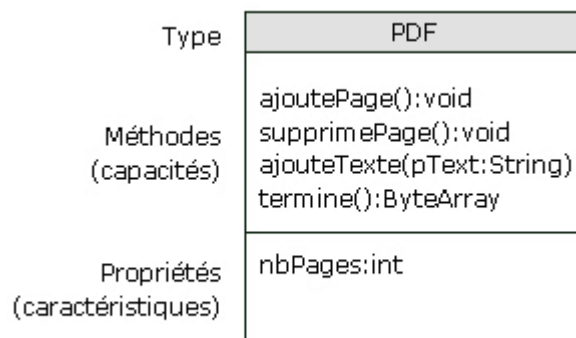 Type
PDF
Méthodes
(capacités)
ajoutePage():void
supprimePage():void
ajouteTexte(pText:String)
termine():ByteArray
Propriétés
(caractéristiques)
nbPages:int